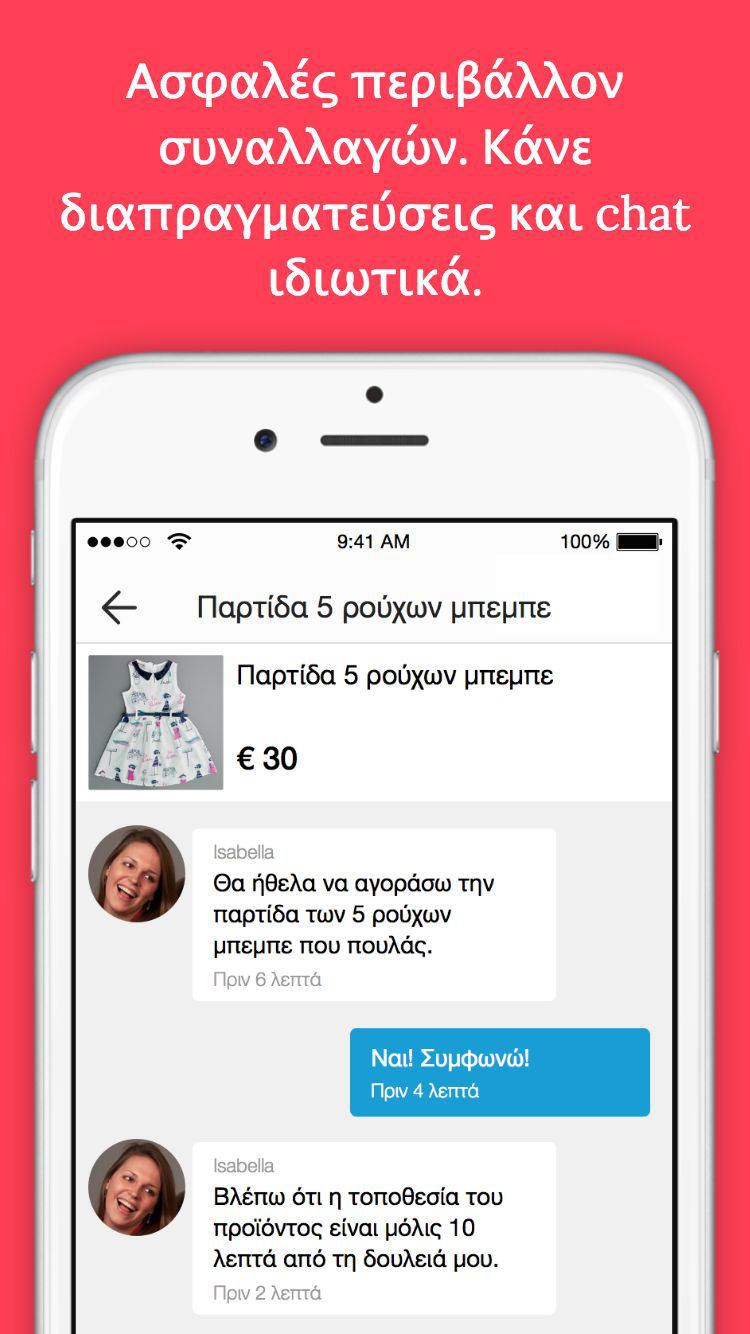 Ασφαλές περιβάλλον
συναλλαγών. Κάνε
διαπραγματεύσεις και chat
ιδιωτικά.
9:41 AM
100%
Παρτίδα 5 ρούχων μπεμπε
Παρτίδα 5 ρούχων μπεμπε
€ 30
Isabella
Θα ήθελα να αγοράσω την
παρτίδα των 5 ρούχων
μπεμπε που πουλάς.
Πριν 6 λεπτά
Ναι! Συμφωνώ!
Πριν 4 λεπτά
Isabella
Βλέπω ότι η τοποθεσία του
προϊόντος είναι μόλις 10
λεπτά από τη δουλειά μου.
Πριν 2 λεπτά